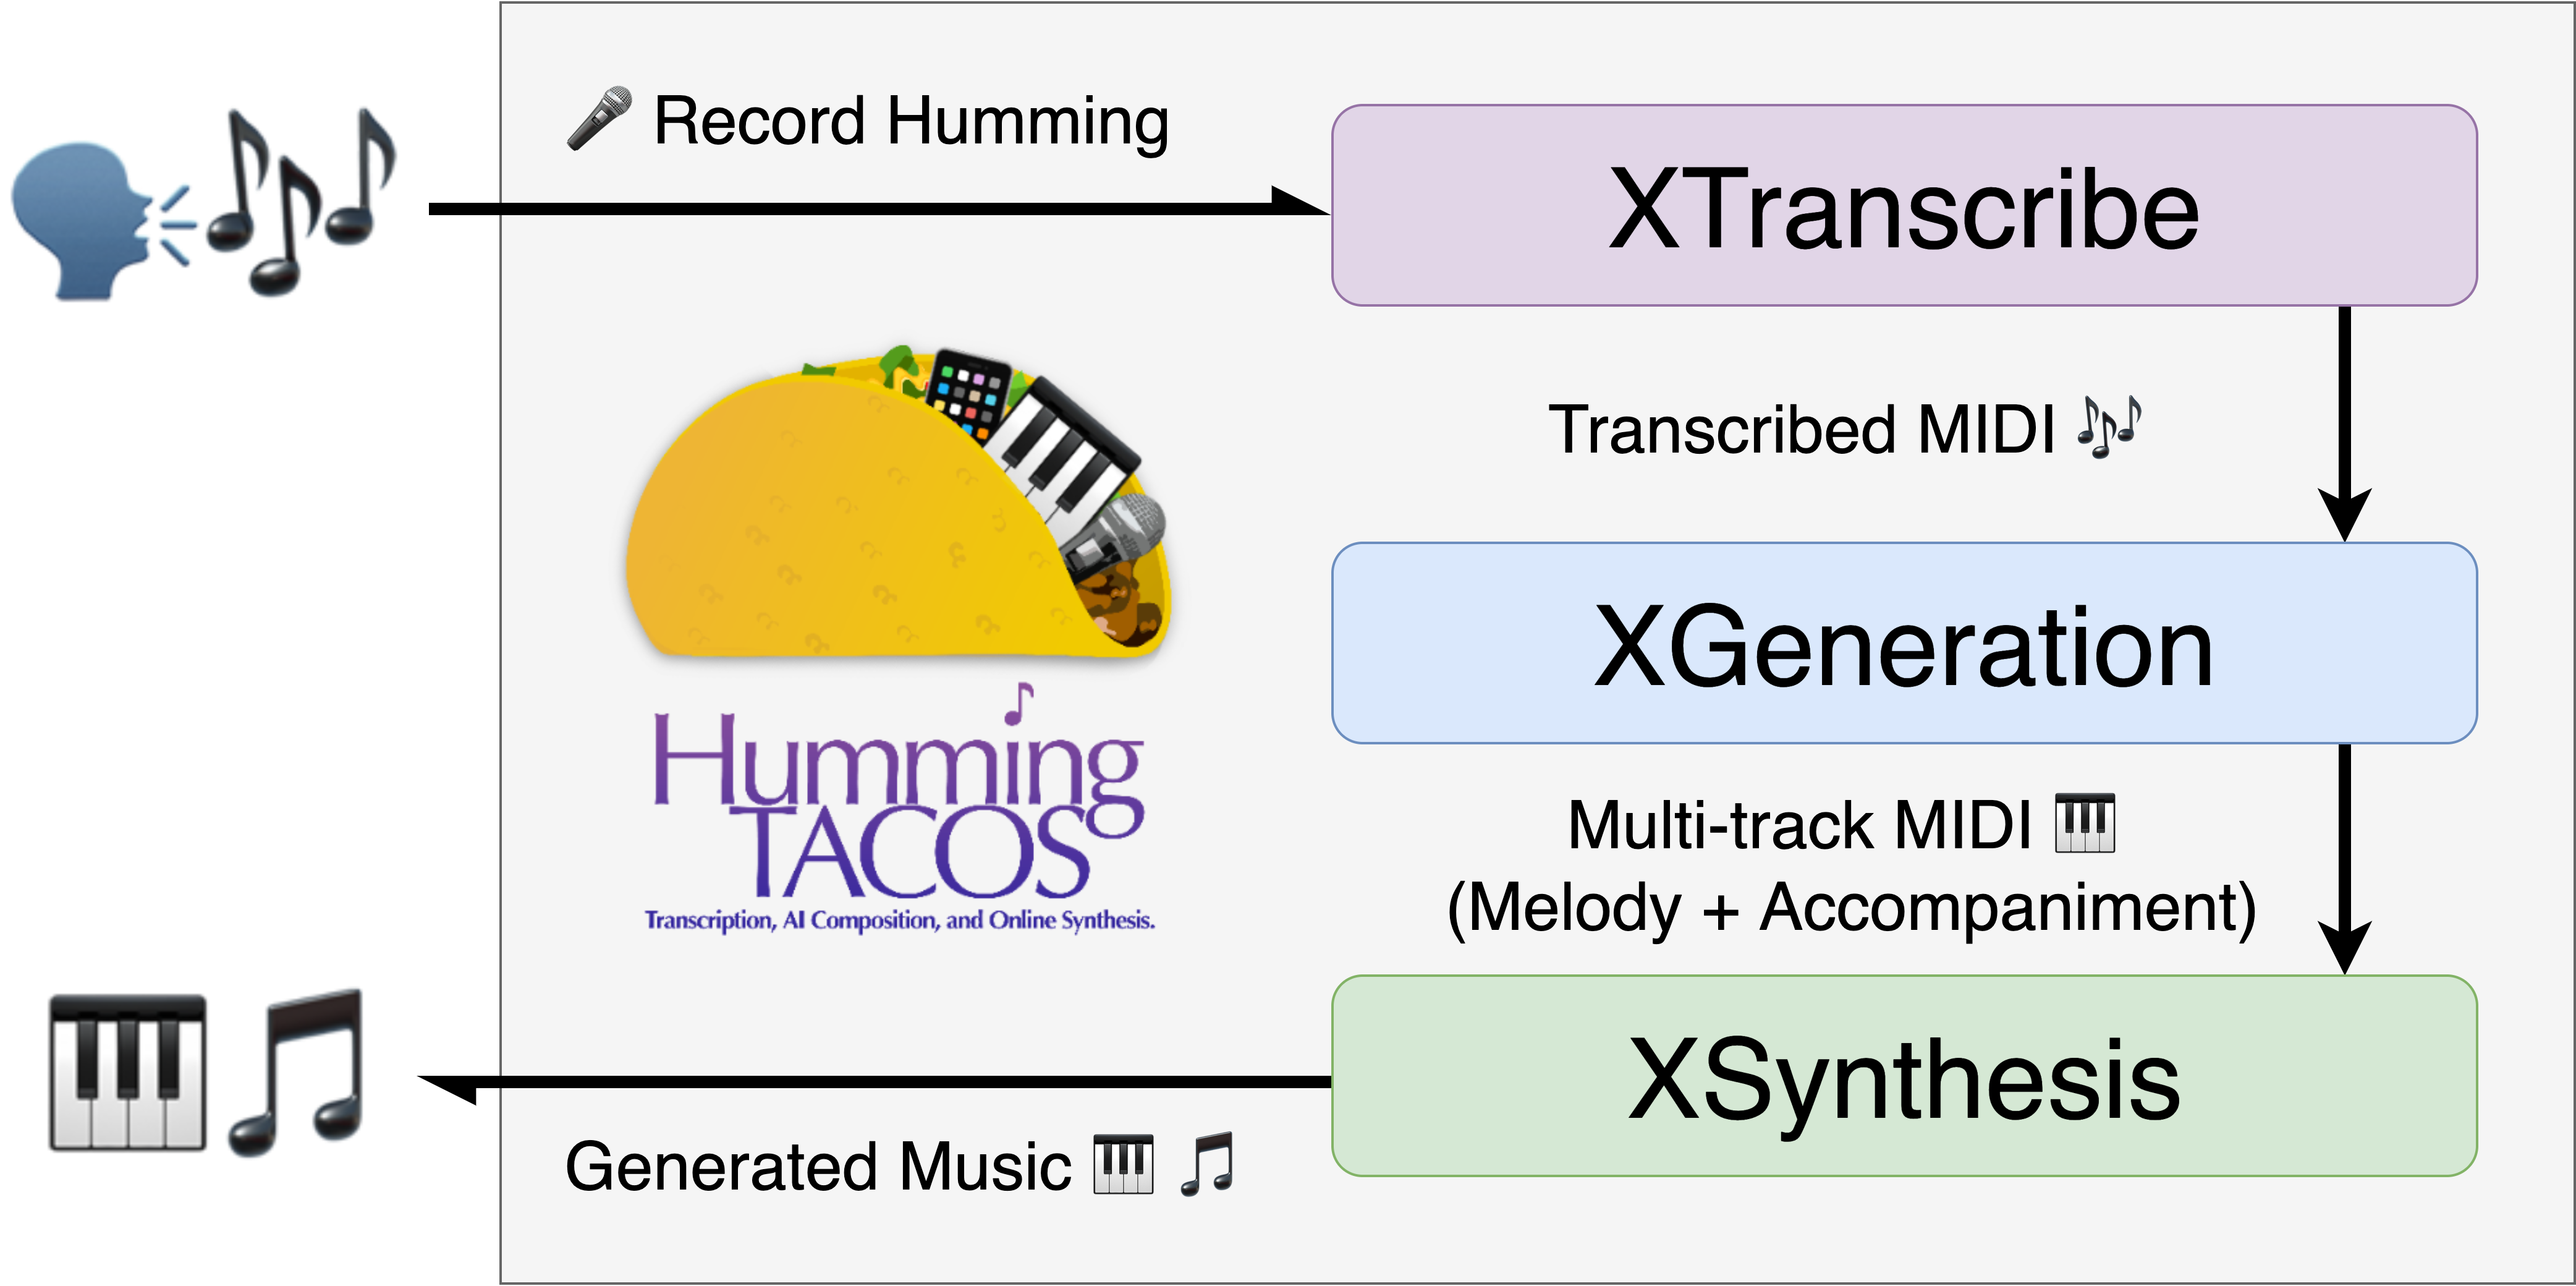 Record Humming
XTranscribe
Transcribed MIDI
XGeneration
Humming
TACOS
Transcription, AI Composition, and Online Synthesis.
Multi-track MIDI
(Melody + Accompaniment)
XSynthesis
Generated Music